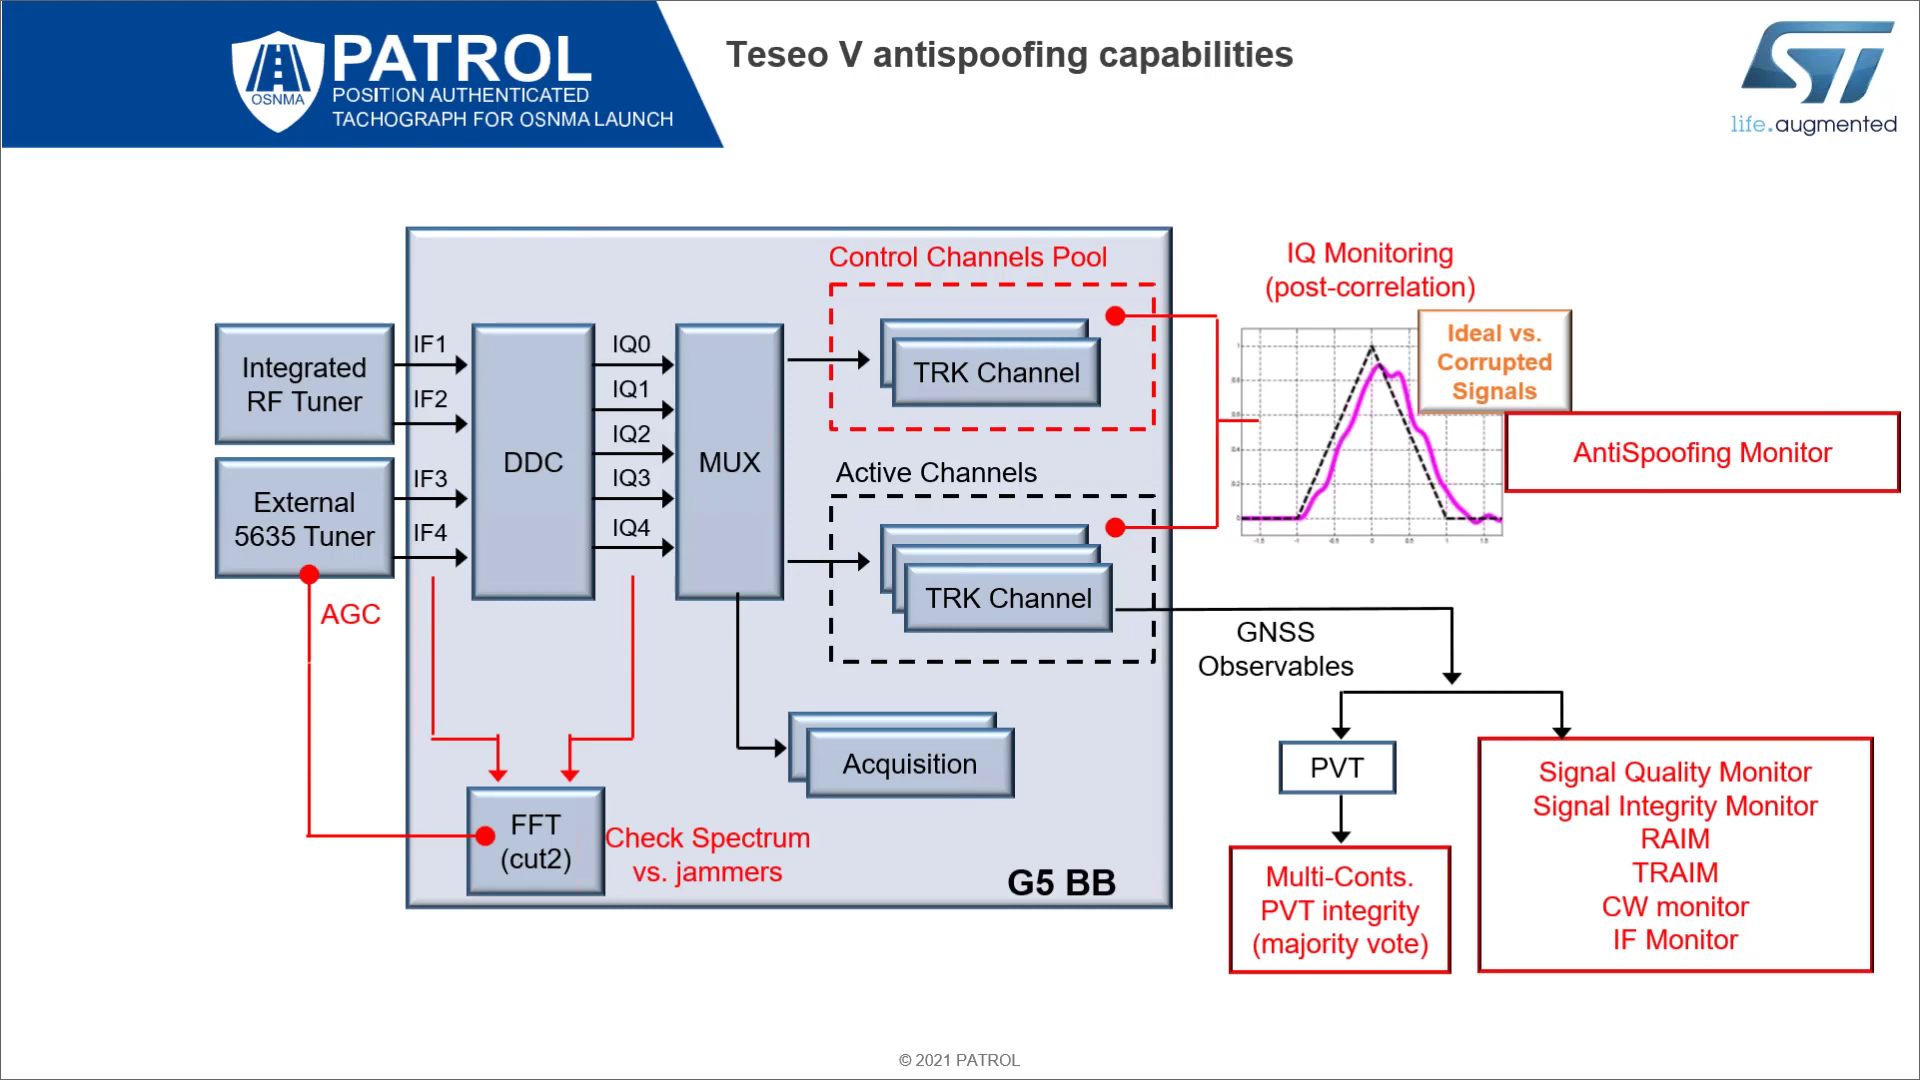 PATROL
POSITION AUTHENTICATED
TACHOGRAPH FOR OSNMA LAUNCH
OSNMA
Teseo V antispoofing capabilities
ST
life.augmented
Control Channels Pool
IQ Monitoring
(post-correlation)
Integrated
RF Tuner
External
5635 Tuner
IF1
IF2
IF3
IF4
DDC
IQ0
IQ1
IQ2
IQ3
IQ4
MUX
TRK Channel
Active Channels
TRK Channel
Ideal vs.
Corrupted
Signals
AntiSpoofing Monitor
AGC
GNSS
Observables
Acquisition
FFT
(cut2)
Check Spectrum
vs. jammers
G5 BB
PVT
Multi-Conts.
PVT integrity
(majority vote)
Signal Quality Monitor
Signal Integrity Monitor
RAIM
TRAIM
CW monitor
IF Monitor
© 2021 PATROL